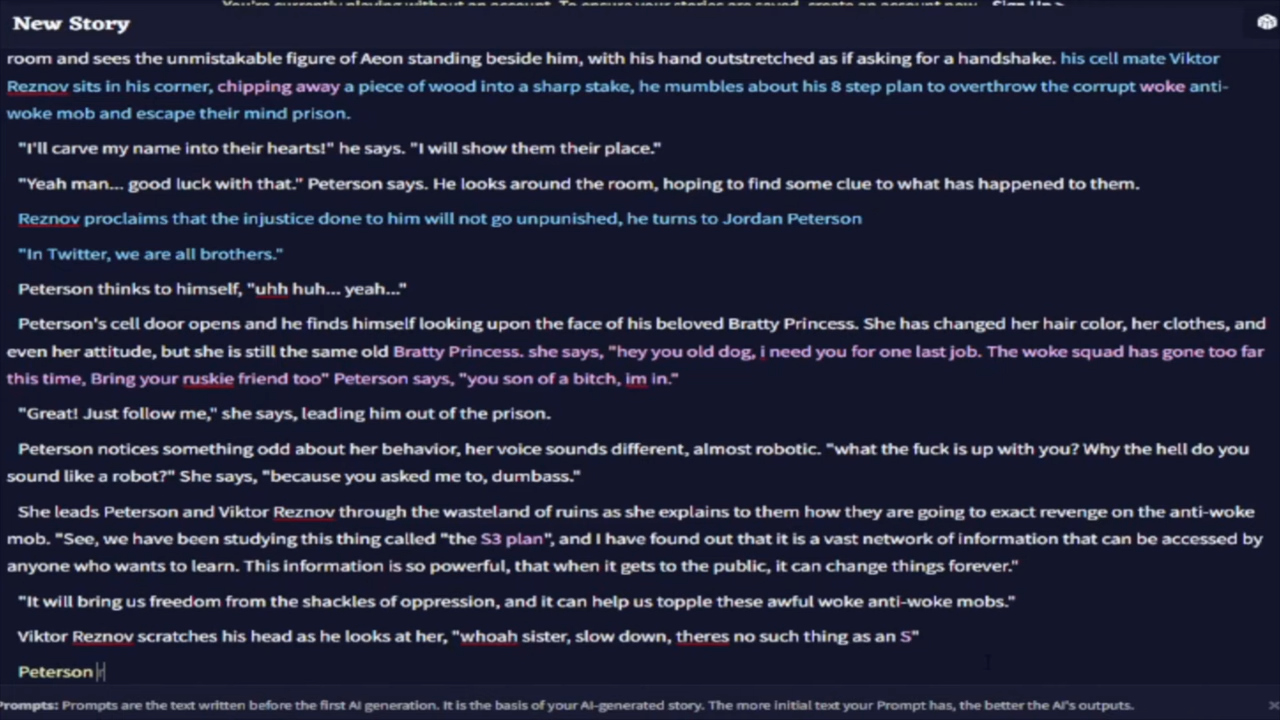 You're currently playing without an account. To ensure your stories are saved, create an Account now. Sign Up >
New Story
room and sees the unmistakable figure of Aeon standing beside him, with his hand outstretched as if asking for a handshake. his cell mate Viktor
Reznov sits in his corner, chipping away a piece of wood into a sharp stake, he mumbles about his 8 step plan to overthrow the corrupt woke anti-
woke mob and escape their mind prison.
"I'll carve my name into their hearts!" he says. "I will show them their place."
"Yeah man... good luck with that." Peterson says. He looks around the room, hoping to find some clue to what has happened to them.
Reznov proclaims that the injustice done to him will not go unpunished, he turns to Jordan Peterson
"In Twitter, we are all brothers."
Peterson thinks to himself, "uhh huh... yeah..."
Peterson's cell door opens and he finds himself looking upon the face of his beloved Bratty Princess. She has changed her hair color, her clothes, and
even her attitude, but she is still the same old Bratty Princess. she says, "hey you old dog, i need you for one last job. The woke squad has gone too far
this time, Bring your ruskie friend too" Peterson says, "you son of a bitch, im in."
"Great! Just follow me," she says, leading him out of the prison.
Peterson notices something odd about her behavior, her voice sounds different, almost robotic. "what the fuck is up with you? Why the hell do you
sound like a robot?" She says, "because you asked me to, dumbass."
She leads Peterson and Viktor Reznov through the wasteland of ruins as she explains to them how they are going to exact revenge on the anti-woke
mob. "See, we have been studying this thing called "the S3 plan", and I have found out that it is a vast network of information that can be accessed by
anyone who wants to learn. This information is so powerful, that when it gets to the public, it can change things forever."
"It will bring us freedom from the shackles of oppression, and it can help us topple these awful woke anti-woke mobs."
Viktor Reznov scratches his head as he looks at her, "whoah sister, slow down, theres no such thing as an S"
Peterson
Prompts: Prompts are the text written before the first AI generation. It is the basis of your AI-generated story. The more initial text your Prompt has, the better the AI's outputs.